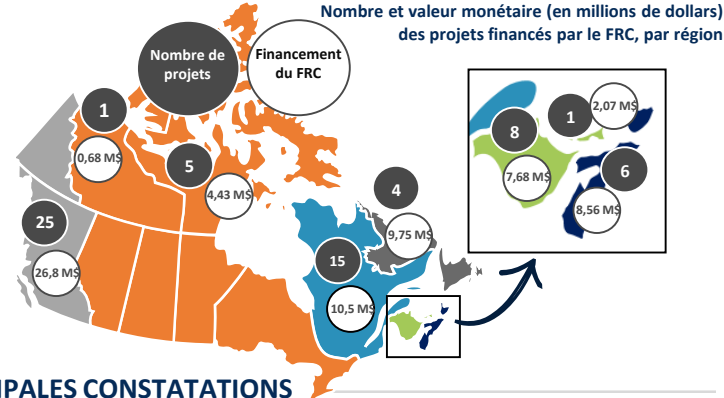 Nombre et valeur monétaire (en millions de dollars)
des projets financés par le FRC, par région
Nombre de
projets
Financement
du FRC
1
0,68 M$
5
4,43 M$
25
26,8 M$
4
9,75 M$
15
10,5 M$
8
7,68 M$
1
2,07 M$
6
8,56 M$
IPALES CONSTATATIONS